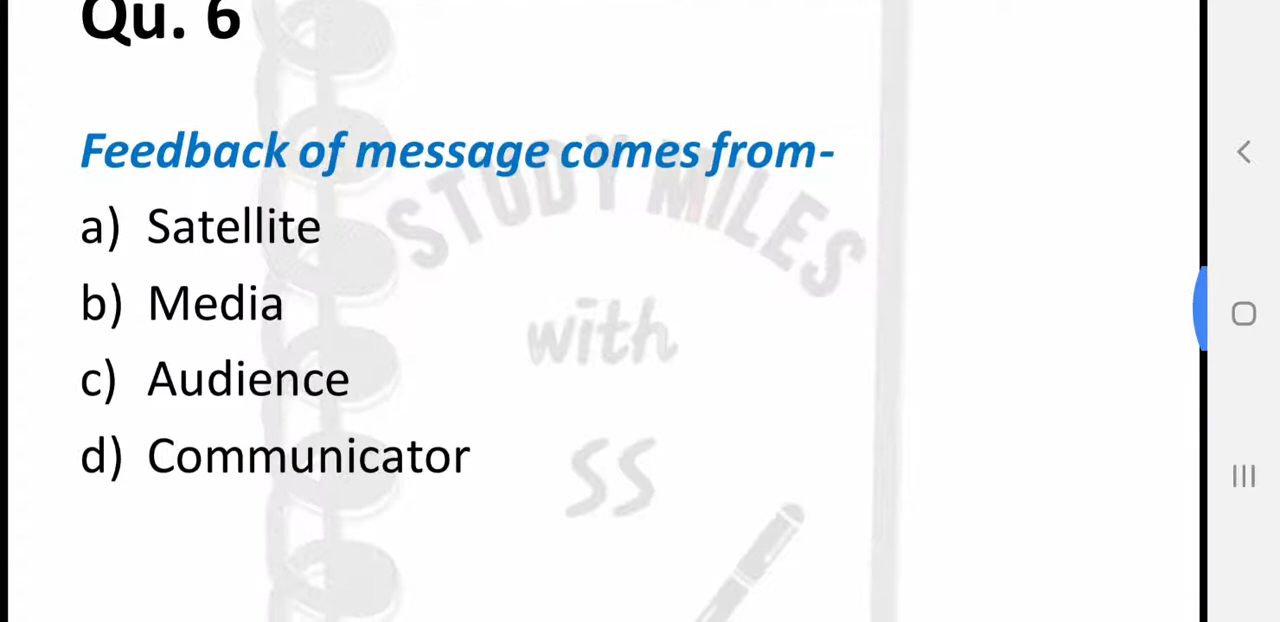 Qu. 6
Feedback of message comes from-
a) Satellite
b) Media
c) Audience
d) Communicator
STUDY MILES
with
SS